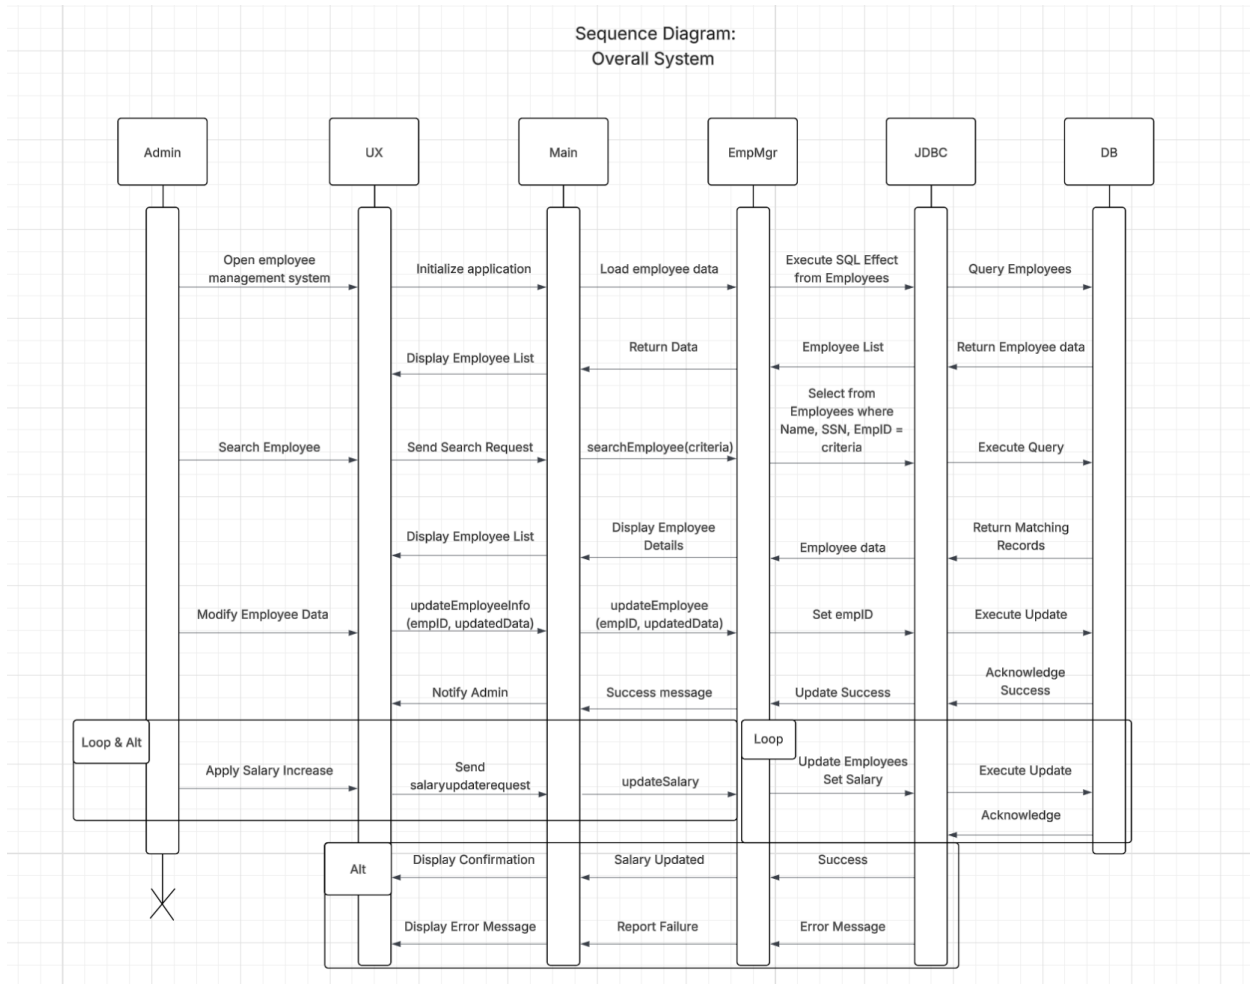 Sequence Diagram:
Overall System
Admin
UX
Main
EmpMgr
JDBC
DB
Open employee
management system
Initialize application
Load employee data
Execute SQL Effect
from Employees
Query Employees
Display Employee List
Return Data
Employee List
Return Employee data
Search Employee
Send Search Request
searchEmployee(criteria)
Select from
Employees where
Name, SSN, EmpID =
criteria
Execute Query
Display Employee List
Display Employee
Details
Employee data
Return Matching
Records
Modify Employee Data
updateEmployeeInfo
(empID, updatedData)
updateEmployee
(empID, updatedData)
Set empID
Execute Update
Notify Admin
Success message
Update Success
Acknowledge
Success
Loop & Alt
Apply Salary Increase
Send
salaryupdaterequest
updateSalary
Loop
Update Employees
Set Salary
Execute Update
Acknowledge
Alt
Display Confirmation
Salary Updated
Success
Display Error Message
Report Failure
Error Message